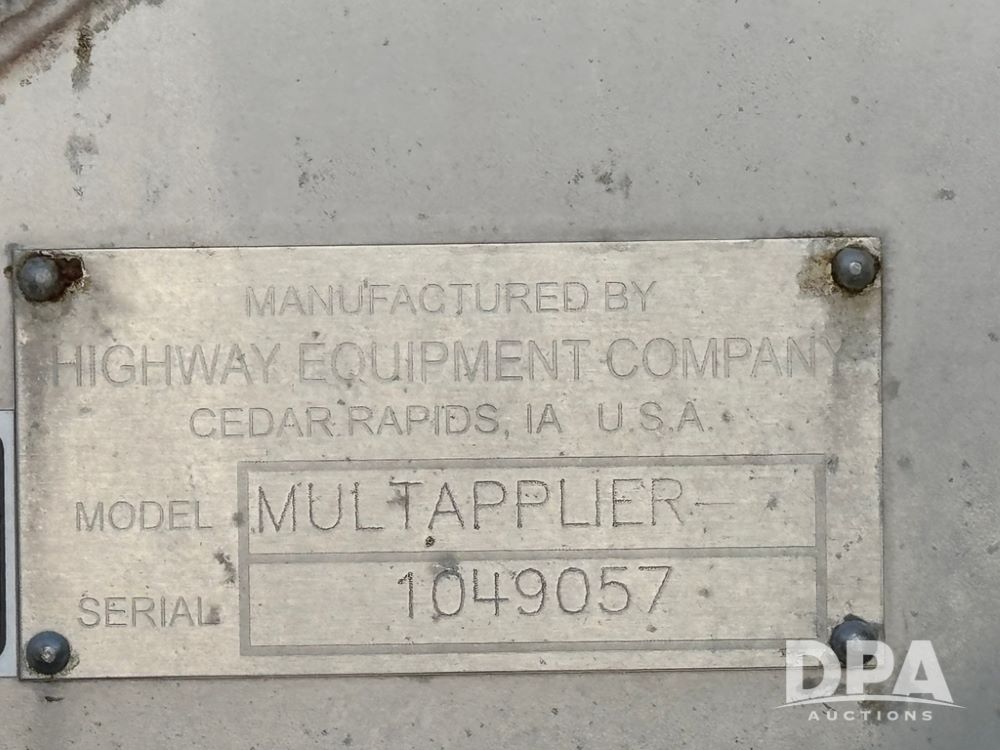 MANUFACTURED BY
HIGHWAY EQUIPMENT COMPANY
CEDAR RAPIDS, IA U.S.A.
MODEL MULTAPPLIER-
SERIAL 1049057
DPA
AUCTIONS